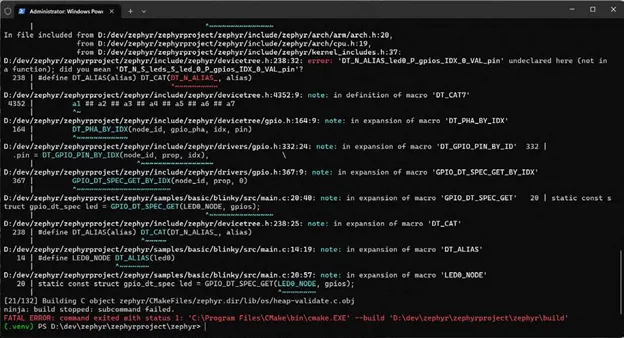 Administrator: Windows Pow
^~~~~~~~~~~~~~~~~
In file included from D:/dev/zephyr/zephyrproject/zephyr/include/zephyr/arch/arm/arch.h:20,
from D:/dev/zephyr/zephyrproject/zephyr/include/zephyr/arch/cpu.h:19,
from D:/dev/zephyr/zephyrproject/zephyr/include/zephyr/kernel_includes.h:37:
D:/dev/zephyr/zephyrproject/zephyr/include/zephyr/devicetree.h:238:32: error: 'DT_N_ALIAS_led0_P_gpios_IDX_0_VAL_pin' undeclared here (not in
a function); did you mean 'DT_N_S_leds_S_led_0_P_gpios_IDX_0_VAL_pin'?
238 | #define DT_ALIAS(alias) DT_CAT(DT_N_ALIAS_, alias)
| ^~~~~~~~~~~
D:/dev/zephyr/zephyrproject/zephyr/include/zephyr/devicetree.h:4352:9: note: in definition of macro 'DT_CAT7'
4352 | a1 ## a2 ## a3 ## a4 ## a5 ## a6 ## a7
| ^~
D:/dev/zephyr/zephyrproject/zephyr/include/zephyr/devicetree/gpio.h:164:9: note: in expansion of macro 'DT_PHA_BY_IDX'
164 | DT_PHA_BY_IDX(node_id, gpio_pha, idx, pin)
| ^~~~~~~~~~~~~
D:/dev/zephyr/zephyrproject/zephyr/include/zephyr/drivers/gpio.h:332:24: note: in expansion of macro 'DT_GPIO_PIN_BY_ID' 332 |
.pin = DT_GPIO_PIN_BY_IDX(node_id, prop, idx), \
| ^~~~~~~~~~~~~~~~~~
D:/dev/zephyr/zephyrproject/zephyr/include/zephyr/drivers/gpio.h:367:9: note: in expansion of macro 'GPIO_DT_SPEC_GET_BY_IDX'
367 | GPIO_DT_SPEC_GET_BY_IDX(node_id, prop, 0)
| ^~~~~~~~~~~~~~~~~~~~~~~
D:/dev/zephyr/zephyrproject/zephyr/samples/basic/blinky/src/main.c:20:40: note: in expansion of macro 'GPIO_DT_SPEC_GET' 20 | static const s
truct gpio_dt_spec led = GPIO_DT_SPEC_GET(LED0_NODE, gpios);
| ^~~~~~~~~~~~~~~~
D:/dev/zephyr/zephyrproject/zephyr/include/zephyr/devicetree.h:238:25: note: in expansion of macro 'DT_CAT'
238 | #define DT_ALIAS(alias) DT_CAT(DT_N_ALIAS_, alias)
| ^~~~~~
D:/dev/zephyr/zephyrproject/zephyr/samples/basic/blinky/src/main.c:14:19: note: in expansion of macro 'DT_ALIAS'
14 | #define LED0_NODE DT_ALIAS(led0)
| ^~~~~~~~
D:/dev/zephyr/zephyrproject/zephyr/samples/basic/blinky/src/main.c:20:57: note: in expansion of macro 'LED0_NODE'
20 | static const struct gpio_dt_spec led = GPIO_DT_SPEC_GET(LED0_NODE, gpios);
| ^~~~~~~~~
[21/132] Building C object zephyr/CMakeFiles/zephyr.dir/lib/os/heap-validate.c.obj
ninja: build stopped: subcommand failed.
FATAL ERROR: command exited with status 1: 'C:\Program Files\CMake\bin\cmake.EXE' --build 'D:\dev\zephyr\zephyrproject\zephyr\build'
(.venv) PS D:\dev\zephyr\zephyrproject\zephyr>